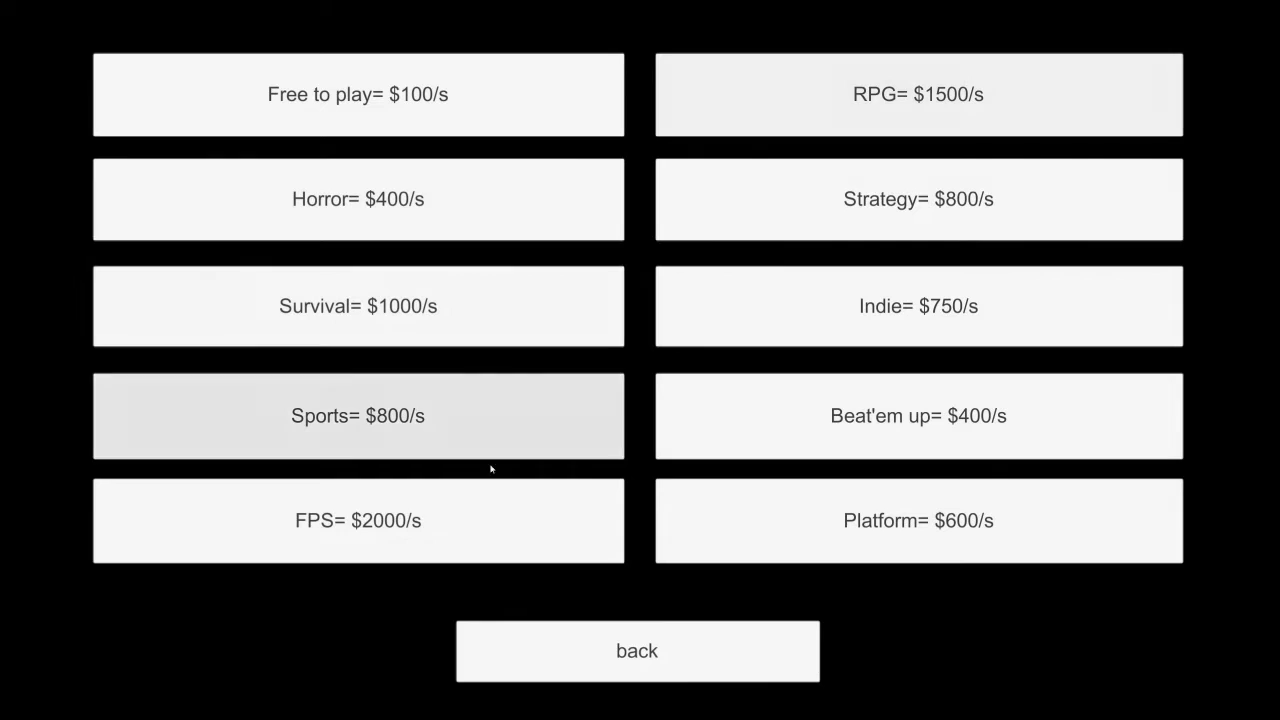 Free to play= $100/s
RPG= $1500/s
Horror= $400/s
Strategy= $800/s
Survival= $1000/s
Indie= $750/s
Sports= $800/s
Beat'em up= $400/s
FPS= $2000/s
Platform= $600/s
back